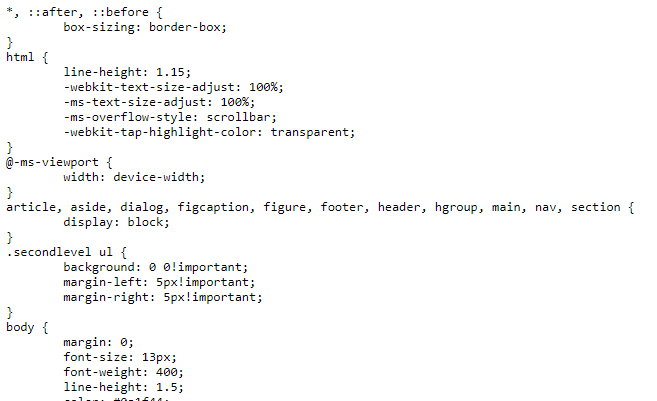 *, ::after, ::before {
        box-sizing: border-box;
}
html {
        line-height: 1.15;
        -webkit-text-size-adjust: 100%;
        -ms-text-size-adjust: 100%;
        -ms-overflow-style: scrollbar;
        -webkit-tap-highlight-color: transparent;
}
@-ms-viewport {
        width: device-width;
}
article, aside, dialog, figcaption, figure, footer, header, hgroup, main, nav, section {
        display: block;
}
.secondlevel ul {
        background: 0 0!important;
        margin-left: 5px!important;
        margin-right: 5px!important;
}
body {
        margin: 0;
        font-size: 13px;
        font-weight: 400;
        line-height: 1.5;